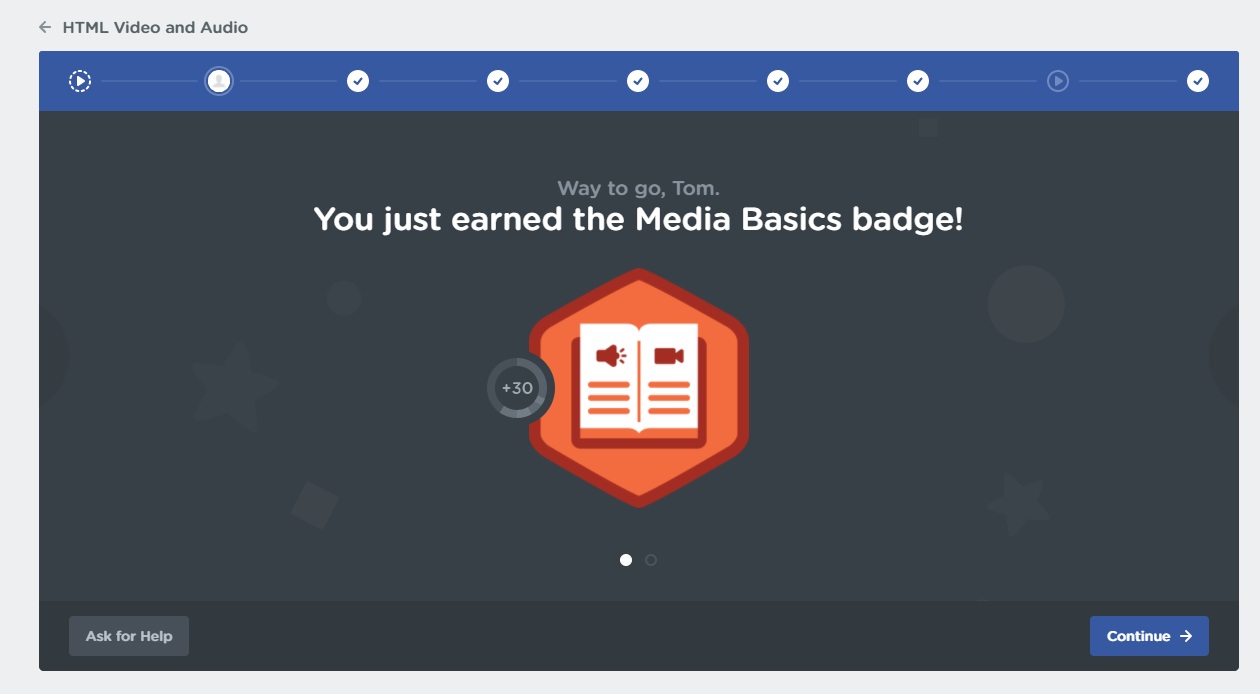 HTML Video and Audio
Way to go, Tom.
You just earned the Media Basics badge!
+30
Ask for Help
Continue